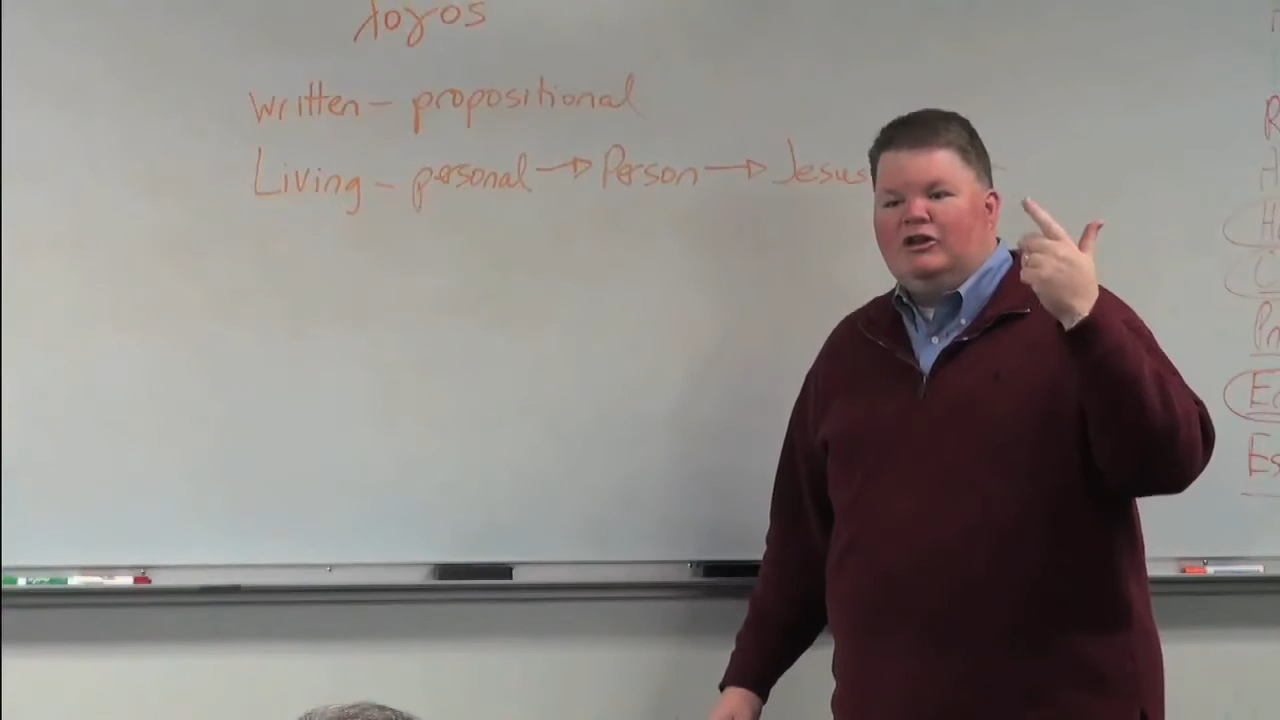 λογος
written - propositional
Living - personal → Person → Jesus